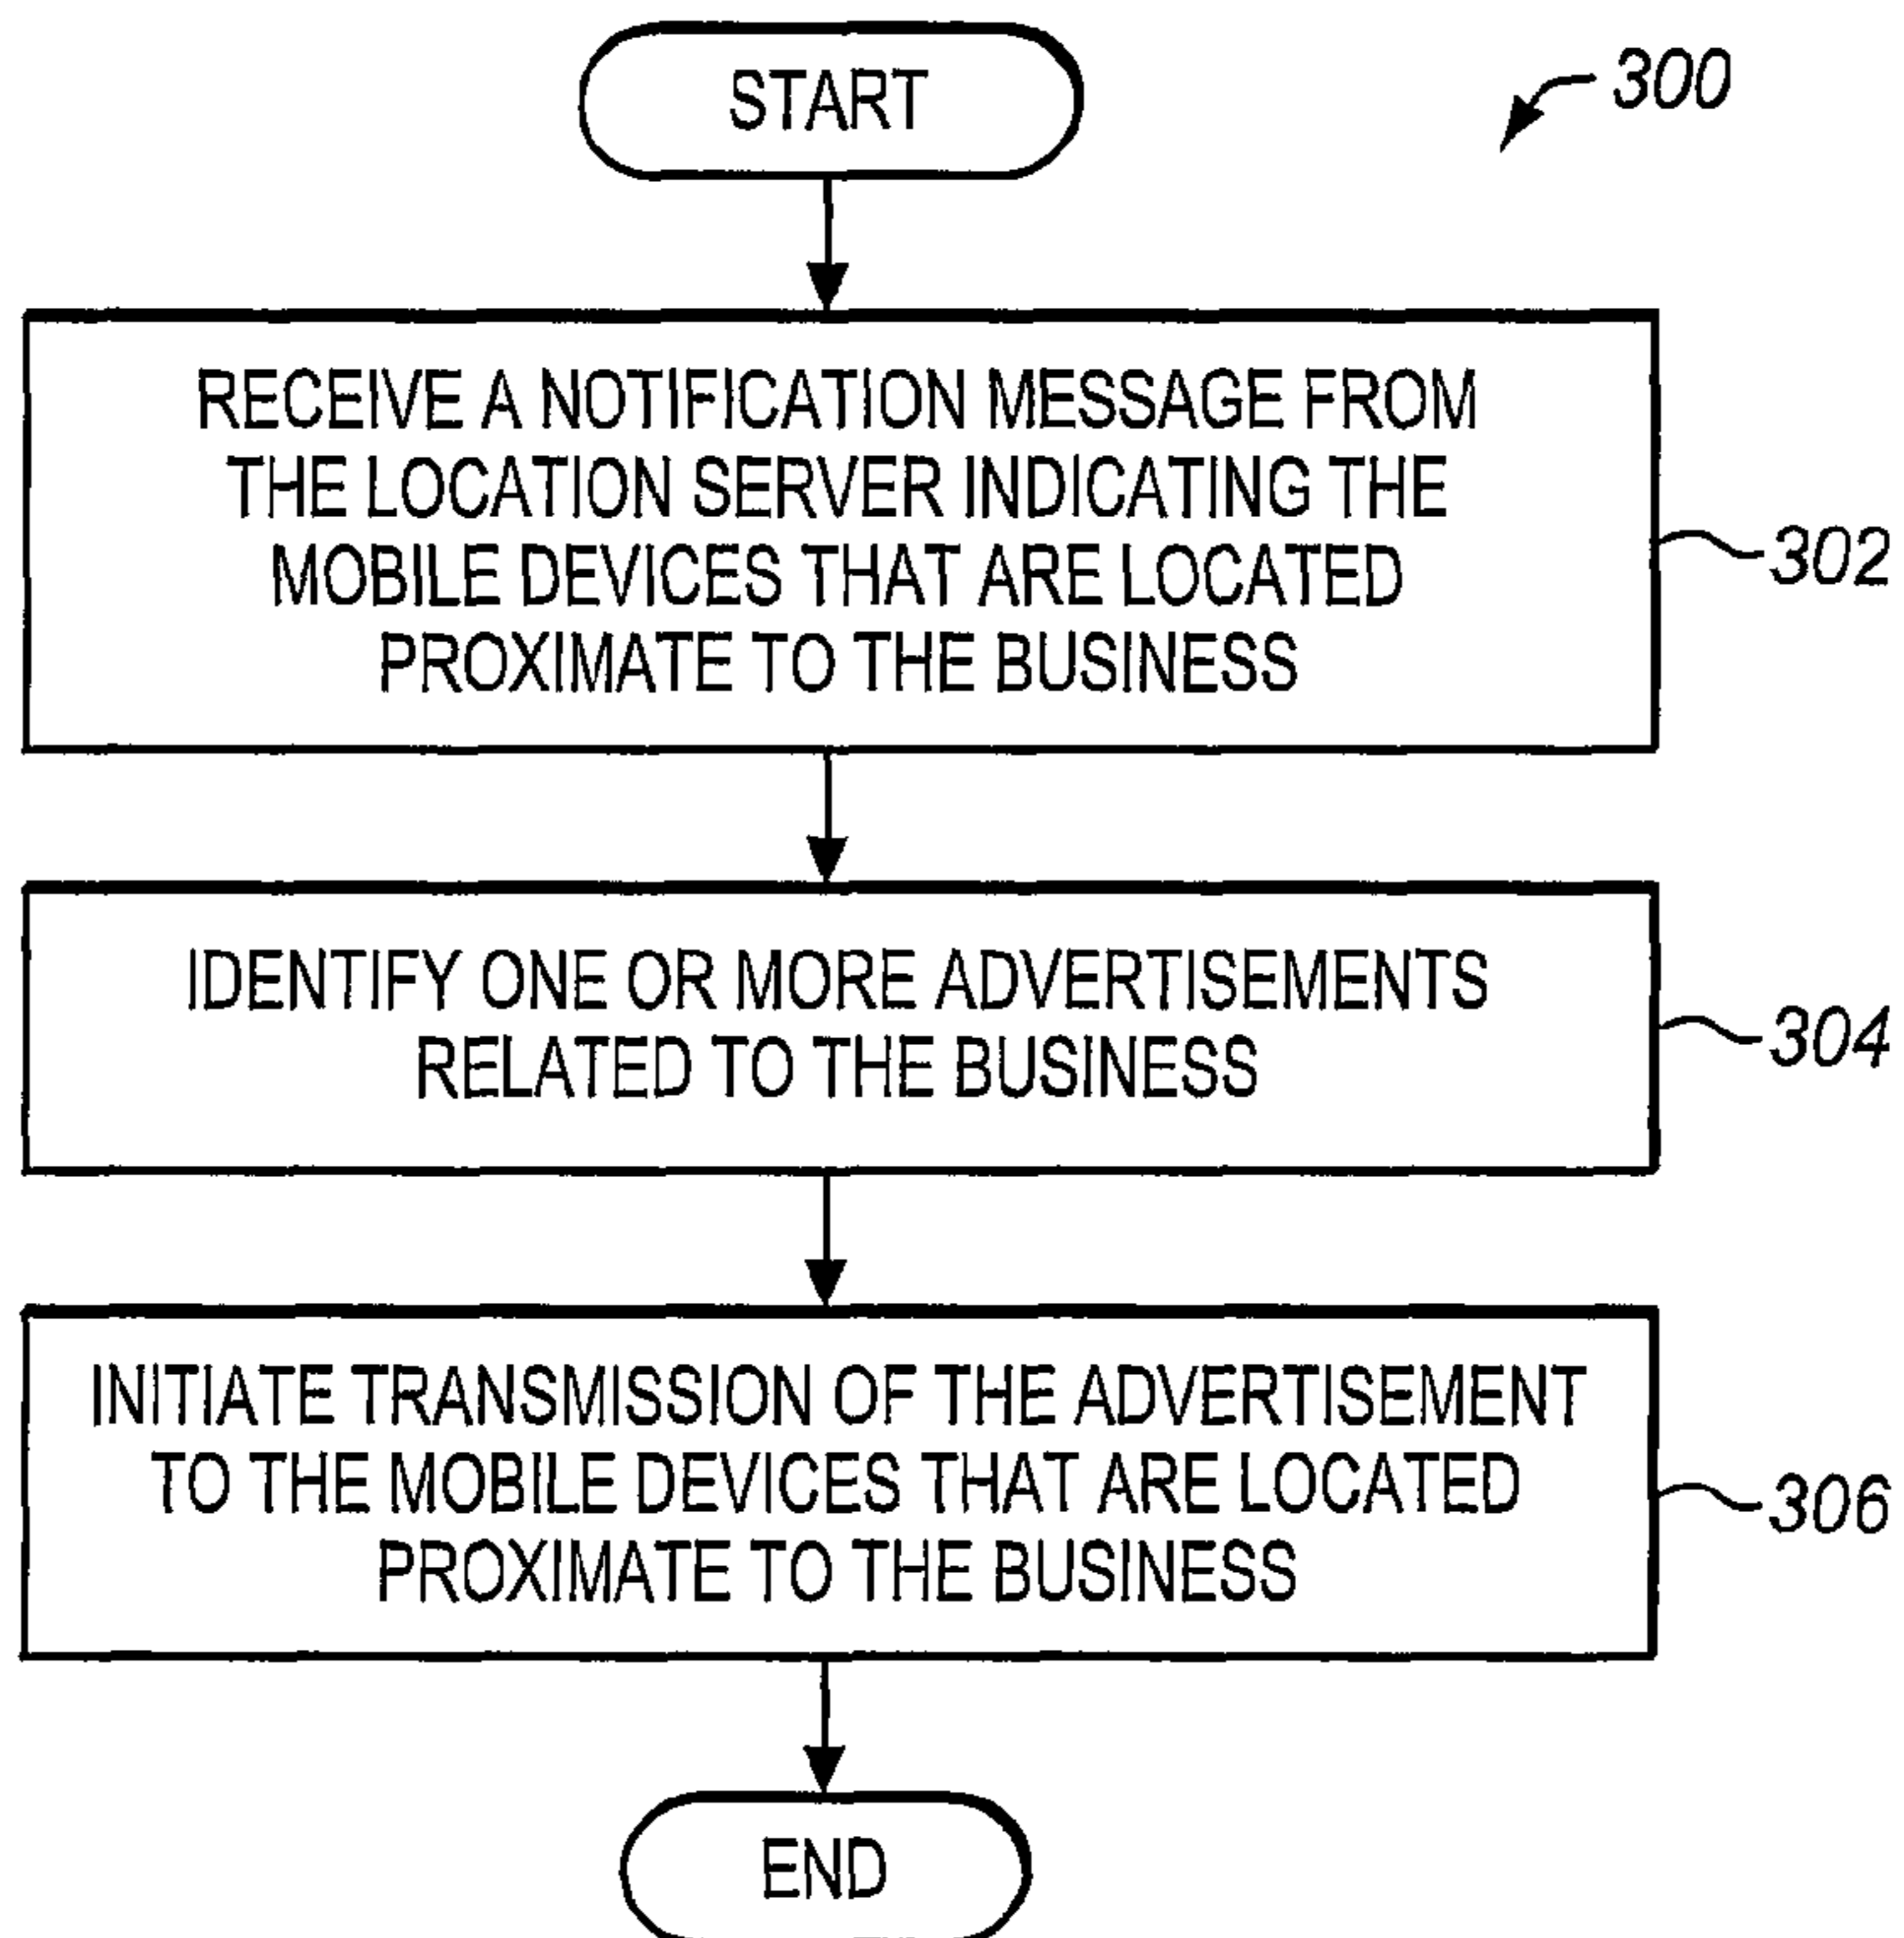 START
300
RECEIVE A NOTIFICATION MESSAGE FROM
THE LOCATION SERVER INDICATING THE
MOBILE DEVICES THAT ARE LOCATED
PROXIMATE TO THE BUSINESS
302
IDENTIFY ONE OR MORE ADVERTISEMENTS
RELATED TO THE BUSINESS
304
INITIATE TRANSMISSION OF THE ADVERTISEMENT
TO THE MOBILE DEVICES THAT ARE LOCATED
PROXIMATE TO THE BUSINESS
306
END